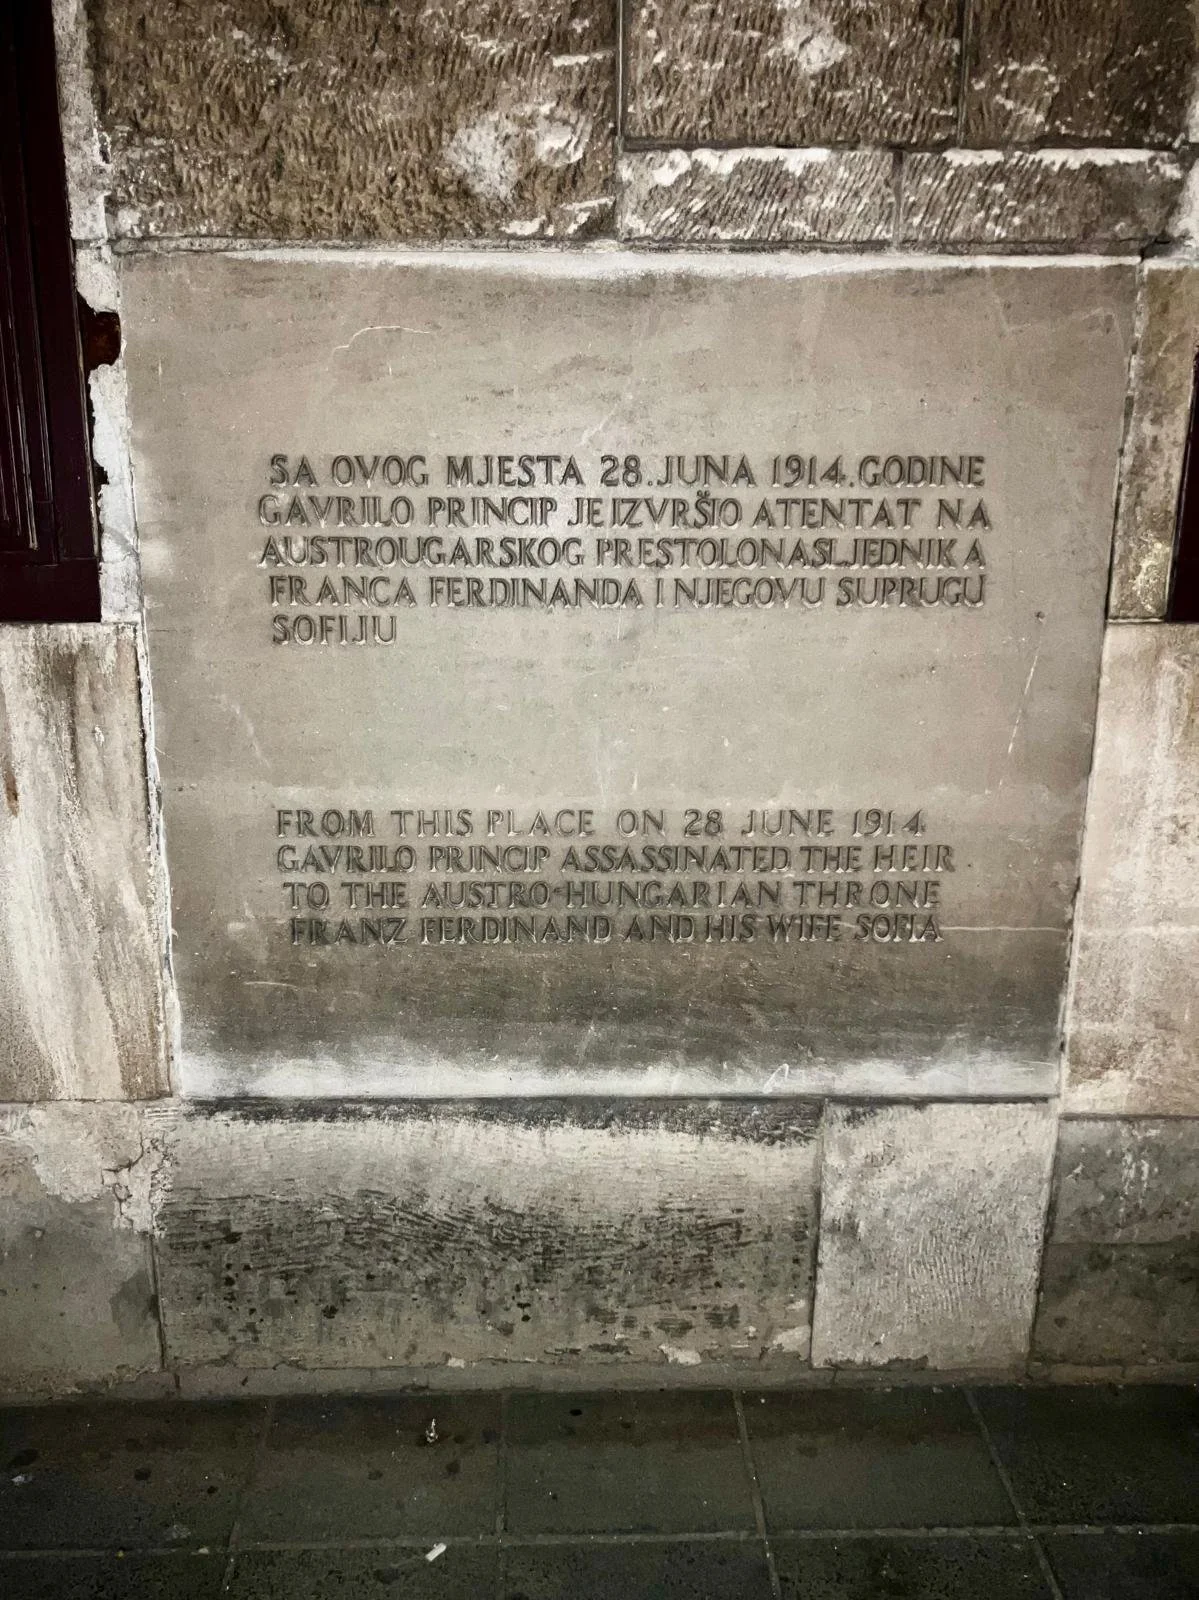 SA OVOG MJESTA 28. JUNA 1914. GODINE
GAVRILO PRINCIP JE IZVRŠIO ATENTAT NA
AUSTROUGARSKOG PRESTOLONASLJEDNIKA
FRANCA FERDINANDA I NJEGOVU SUPRUGU
SOFIJU
FROM THIS PLACE ON 28 JUNE 1914
GAVRILO PRINCIP ASSASSINATED THE HEIR
TO THE AUSTRO-HUNGARIAN THRONE
FRANZ FERDINAND AND HIS WIFE SOFIA